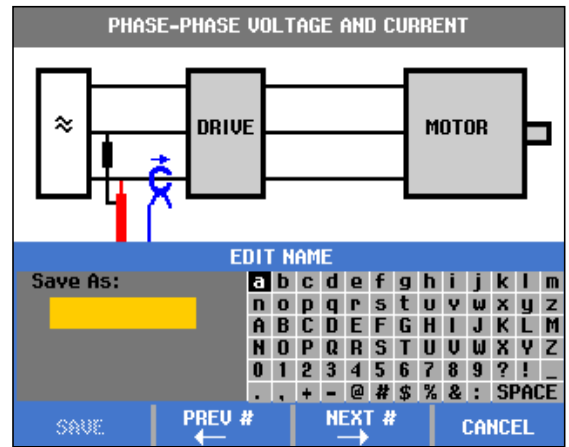 PHASE-PHASE VOLTAGE AND CURRENT
≈
DRIVE
MOTOR
EDIT NAME
Save As:
a b c d e f g h i j k l m
n o p q r s t u v w x y z
A B C D E F G H I J K L M
N O P Q R S T U V W X Y Z
0 1 2 3 4 5 6 7 8 9 ? ! _
. , + - @ # $ % & : SPACE
SAVE
PREV #
←
NEXT #
→
CANCEL